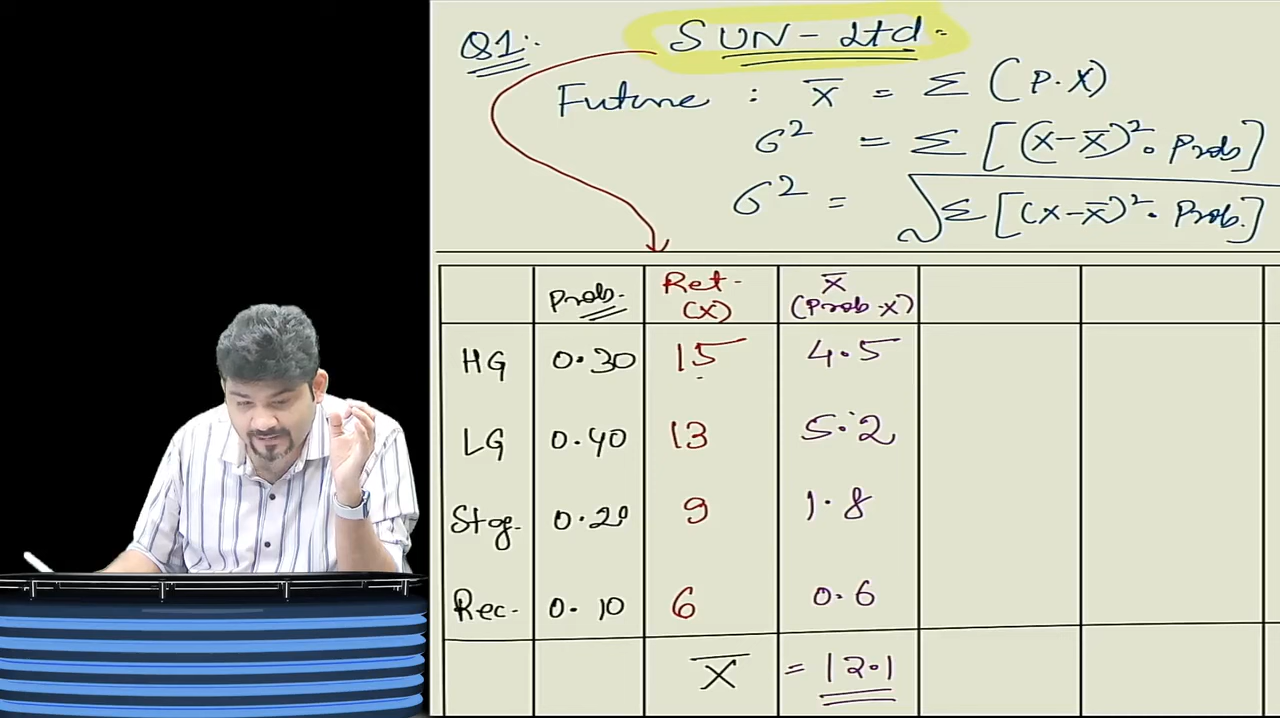 Q1:. SUN - Ltd.
Future : X̅ = Σ (P.X)
σ² = Σ [(X-X̅)². Prob]
σ² = √Σ [(X-X̅)². Prob.]
Prob. Ret. (X) X̅ (Prob.X)
HG 0.30 15 4.5
LG 0.40 13 5.2
Stag. 0.20 9 1.8
Rec. 0.10 6 0.6
X̅ = 12.1